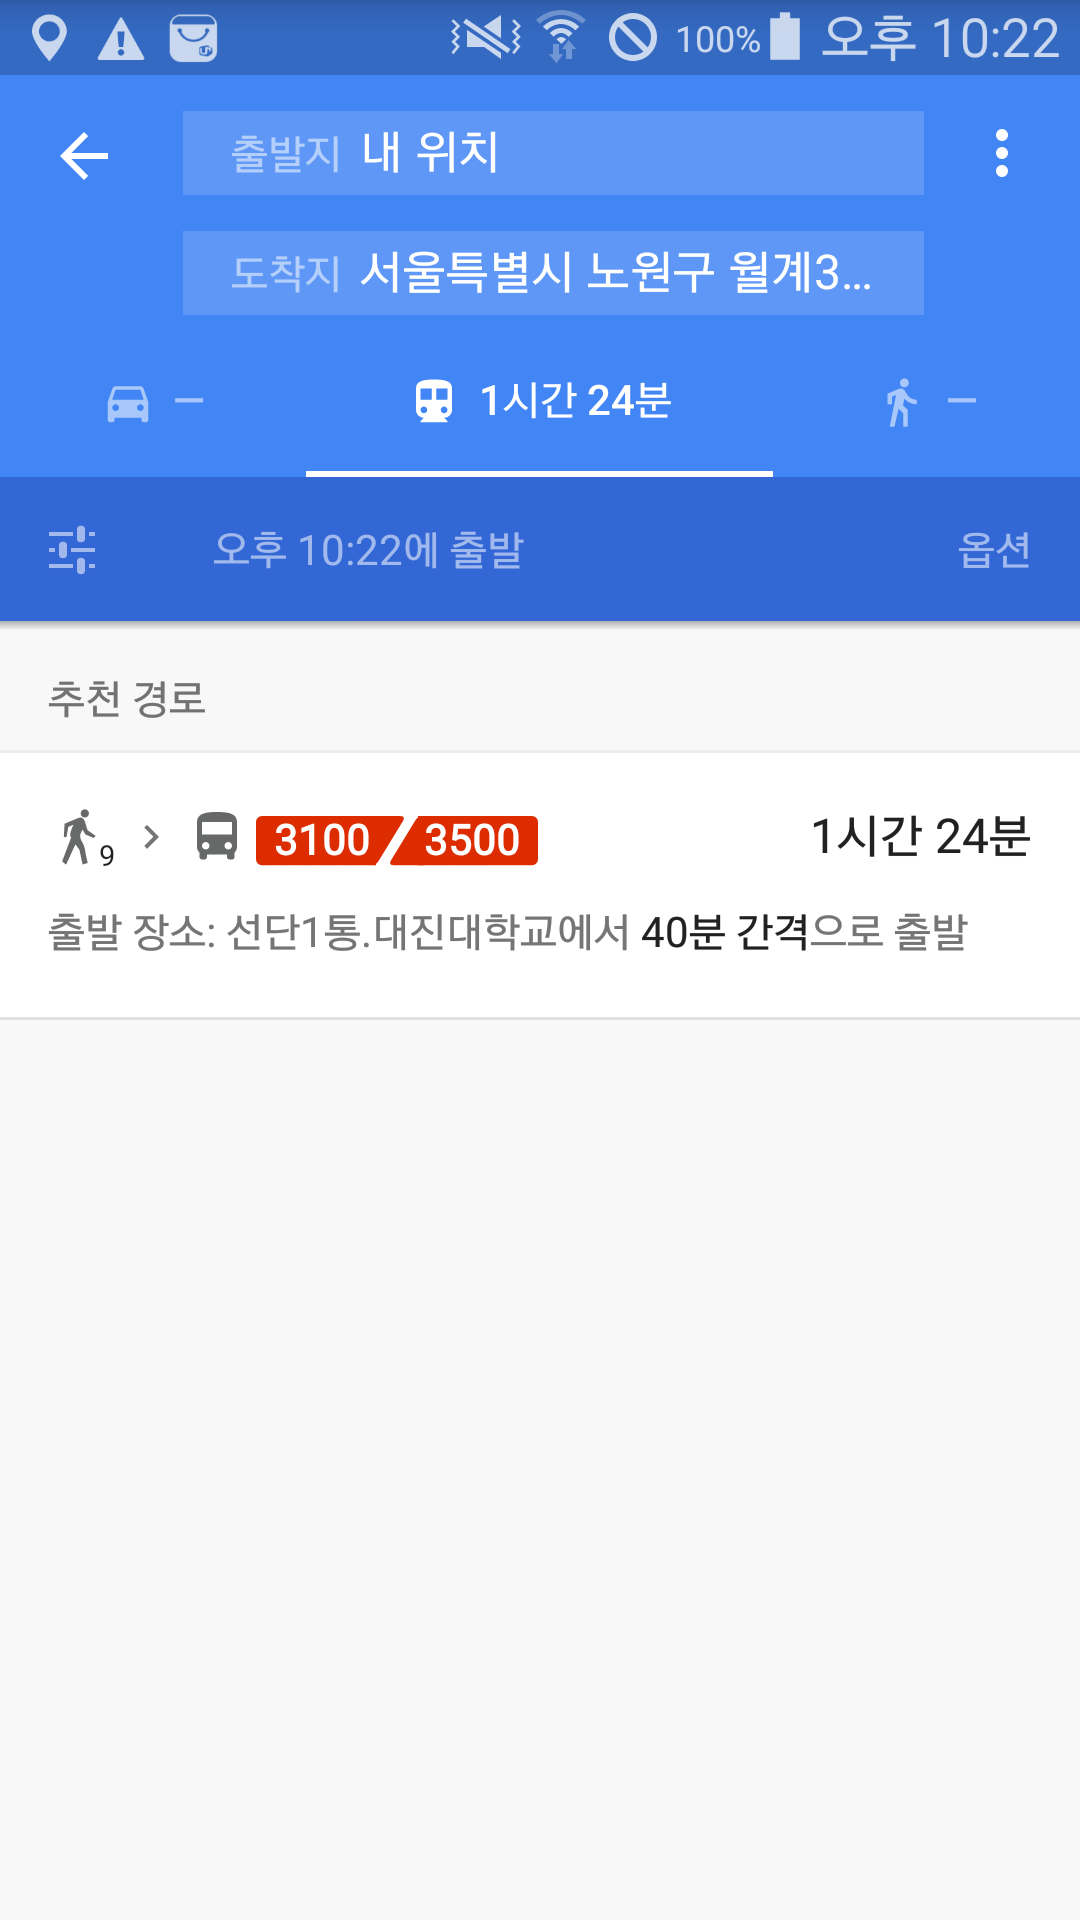 100% 오후 10:22
출발지 내 위치
도착지 서울특별시 노원구 월계3...
1시간 24분
오후 10:22에 출발 옵션
추천 경로
9 3100 3500 1시간 24분
출발 장소: 선단1통.대진대학교에서 40분 간격으로 출발